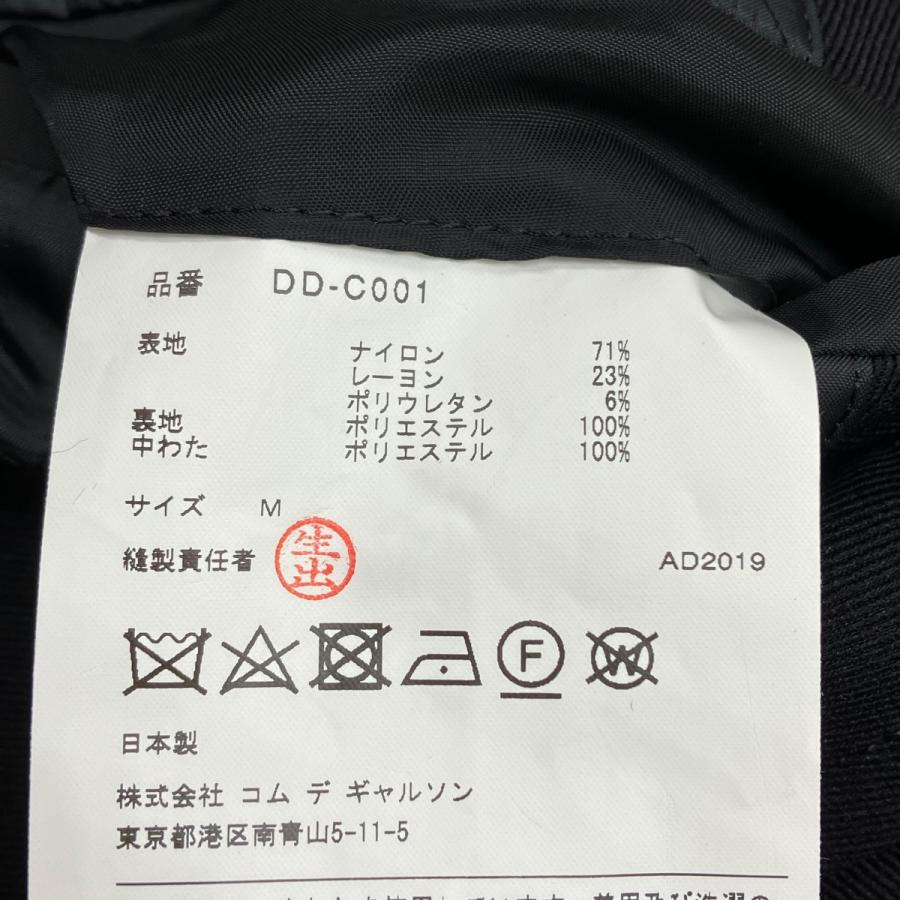 品番 DD-C001
表地 ナイロン 71%
レーヨン 23%
ポリウレタン 6%
裏地 ポリエステル 100%
中わた ポリエステル 100%
サイズ M
縫製責任者 生出 AD2019
F W
日本製
株式会社 コム デ ギャルソン
東京都港区南青山5-11-5